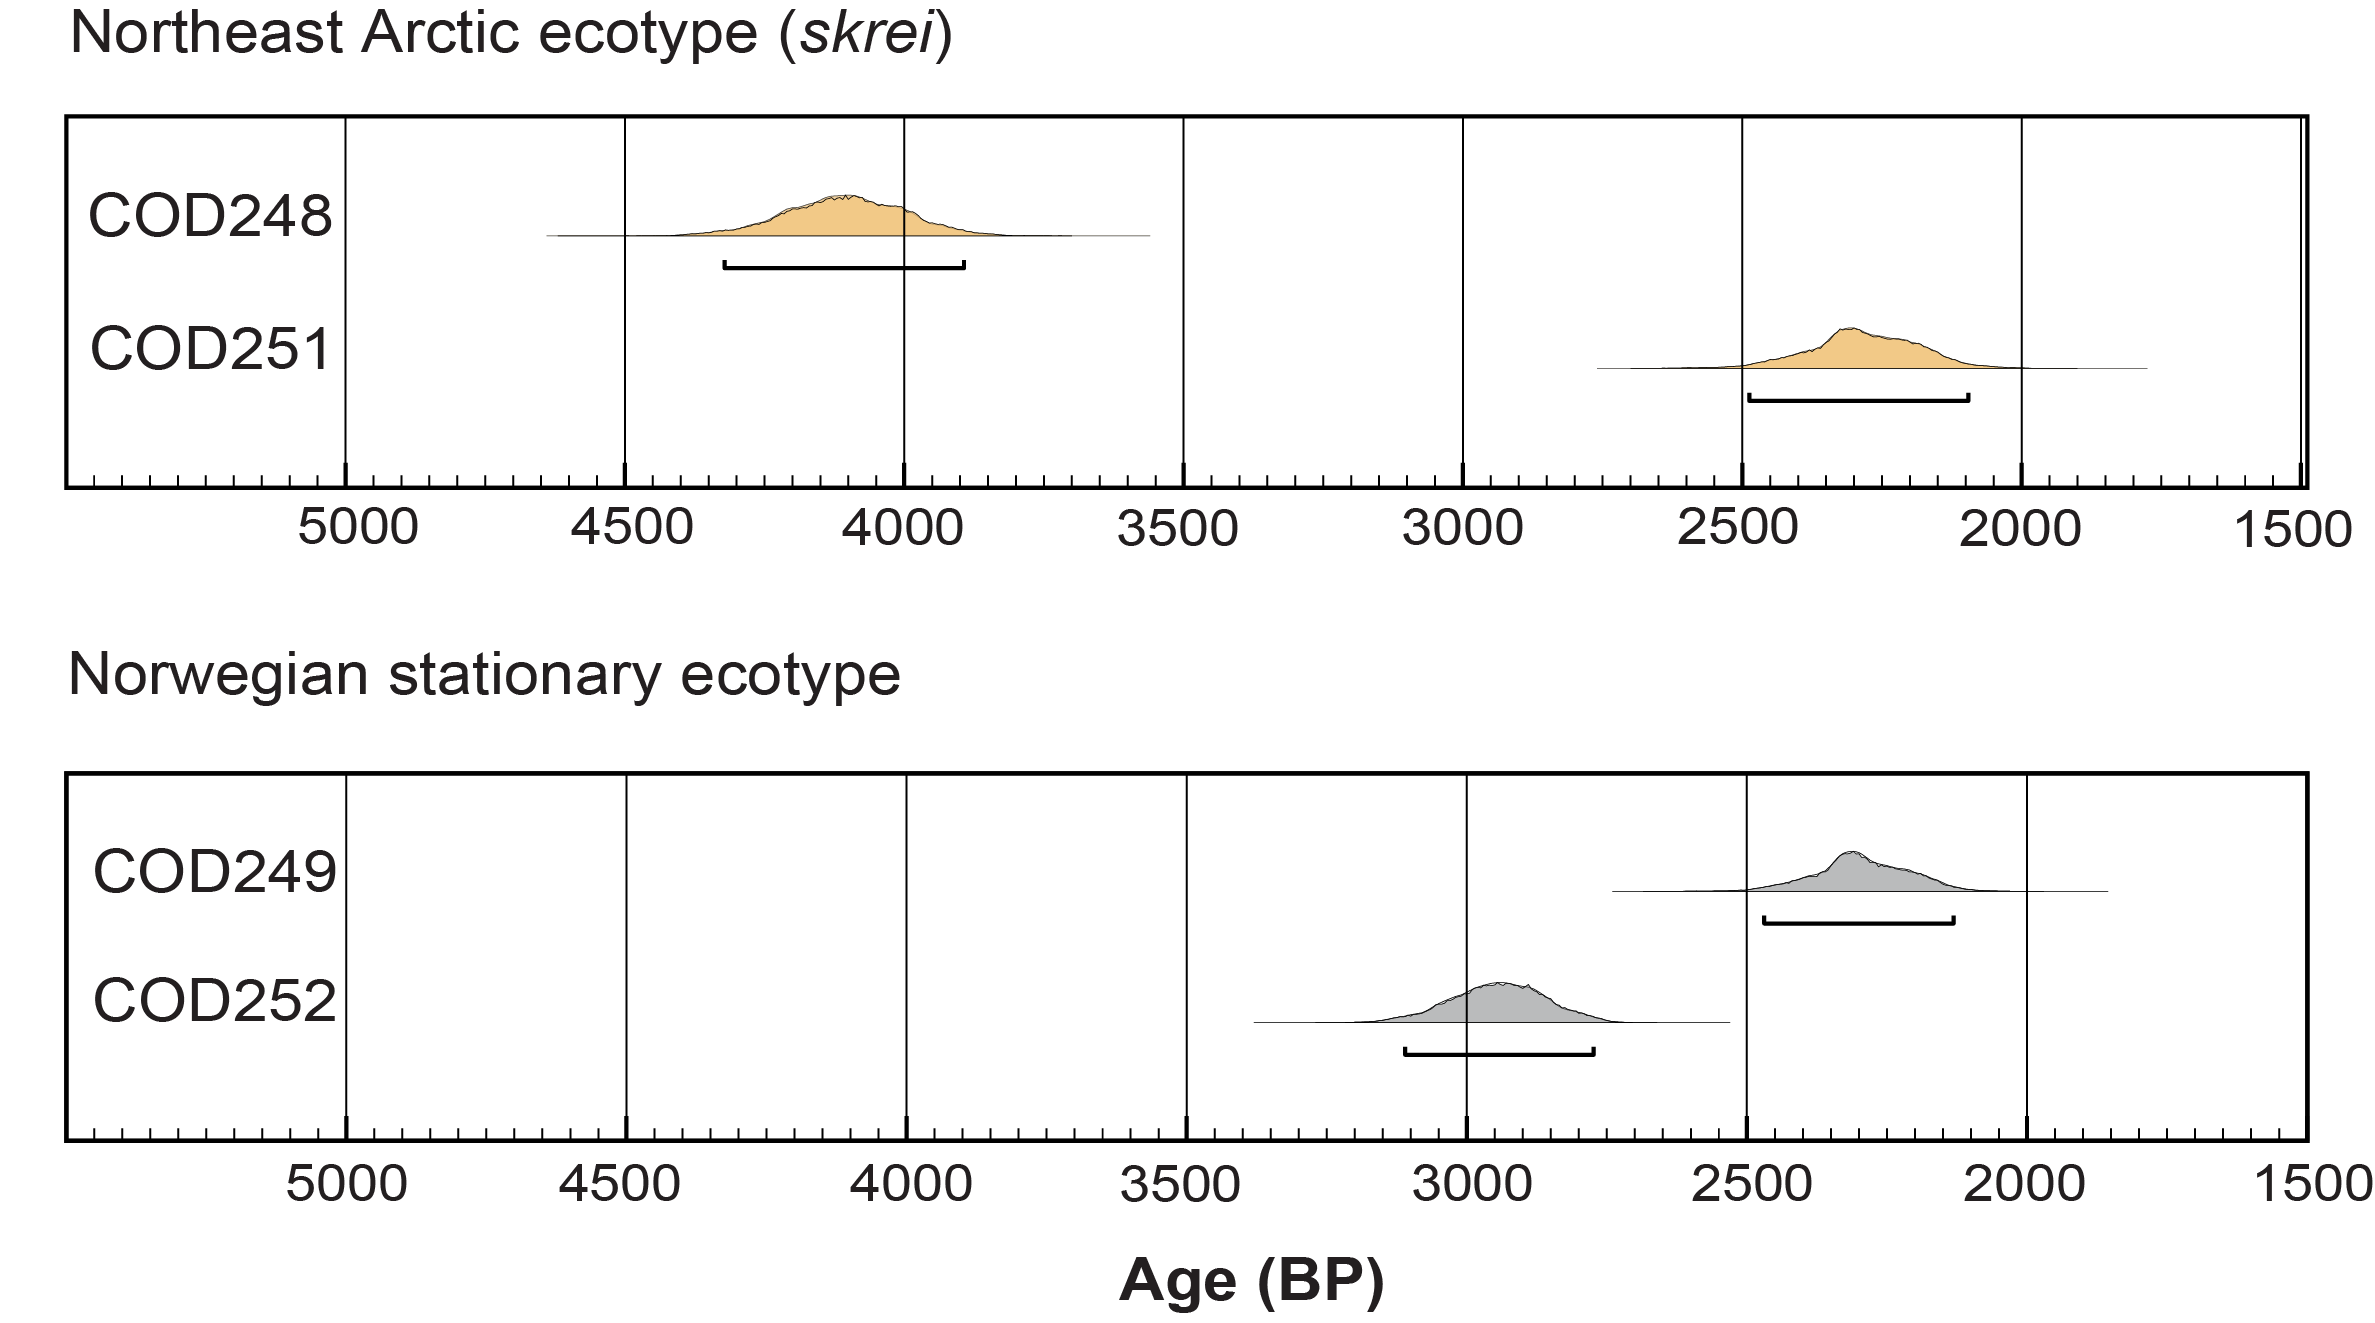 Northeast Arctic ecotype (skrei)
COD248
COD251
5000 4500 4000 3500 3000 2500 2000 1500
Norwegian stationary ecotype
COD249
COD252
5000 4500 4000 3500 3000 2500 2000 1500
Age (BP)